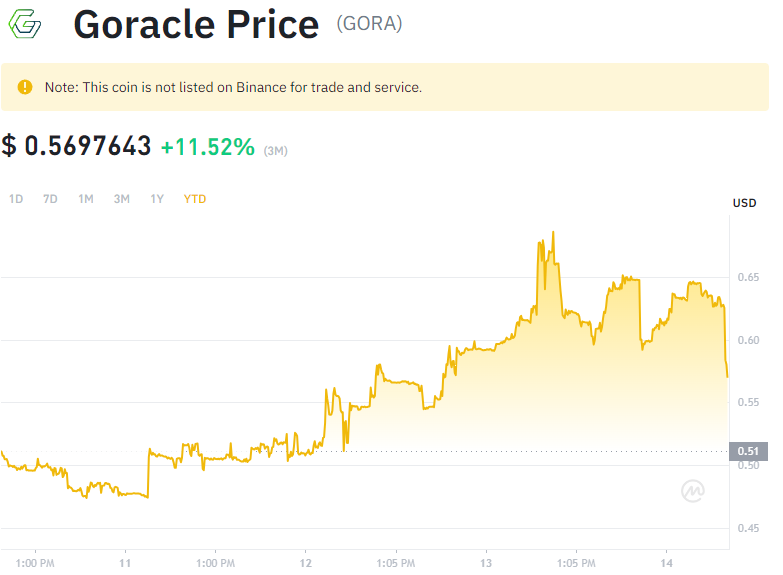 Goracle Price (GORA)
Note: This coin is not listed on Binance for trade and service.
$ 0.5697643 +11.52% (3M)
1D 7D 1M 3M 1Y YTD
USD
0.65
0.60
0.55
0.51
0.50
0.45
1:00 PM 11 1:00 PM 12 1:05 PM 13 1:05 PM 14